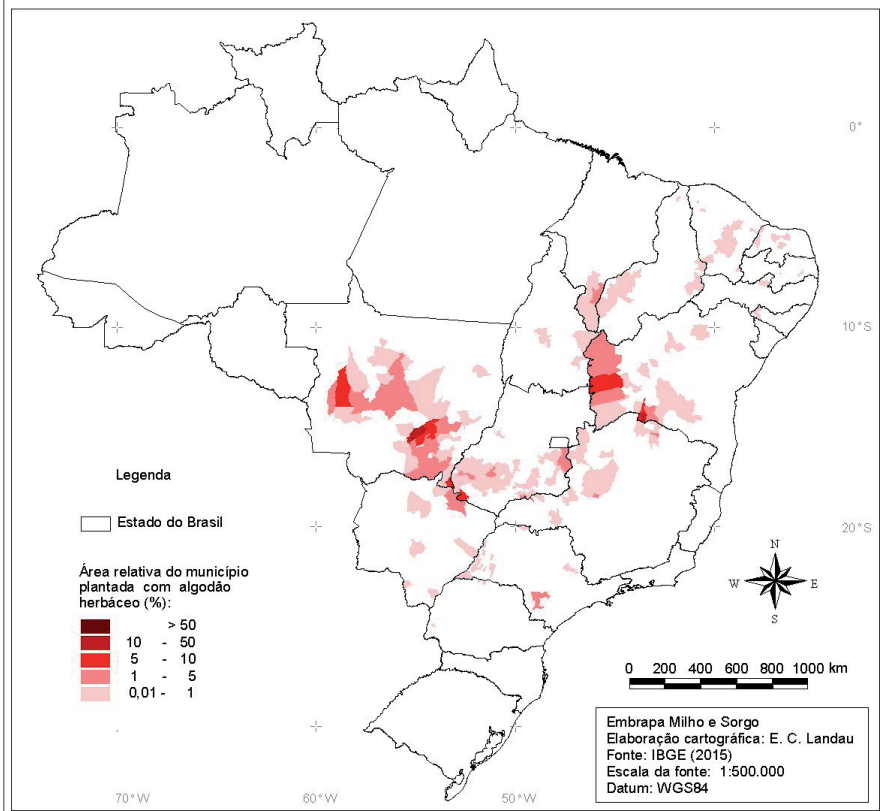 0°
10°S
20°S
Legenda
Estado do Brasil
Área relativa do município
plantada com algodão
herbáceo (%):
> 50
10 - 50
5 - 10
1 - 5
0,01 - 1
N
W E
S
0 200 400 600 800 1000 km
Embrapa Milho e Sorgo
Elaboração cartográfica: E. C. Landau
Fonte: IBGE (2015)
Escala da fonte: 1:500.000
Datum: WGS84
70°W 60°W 50°W